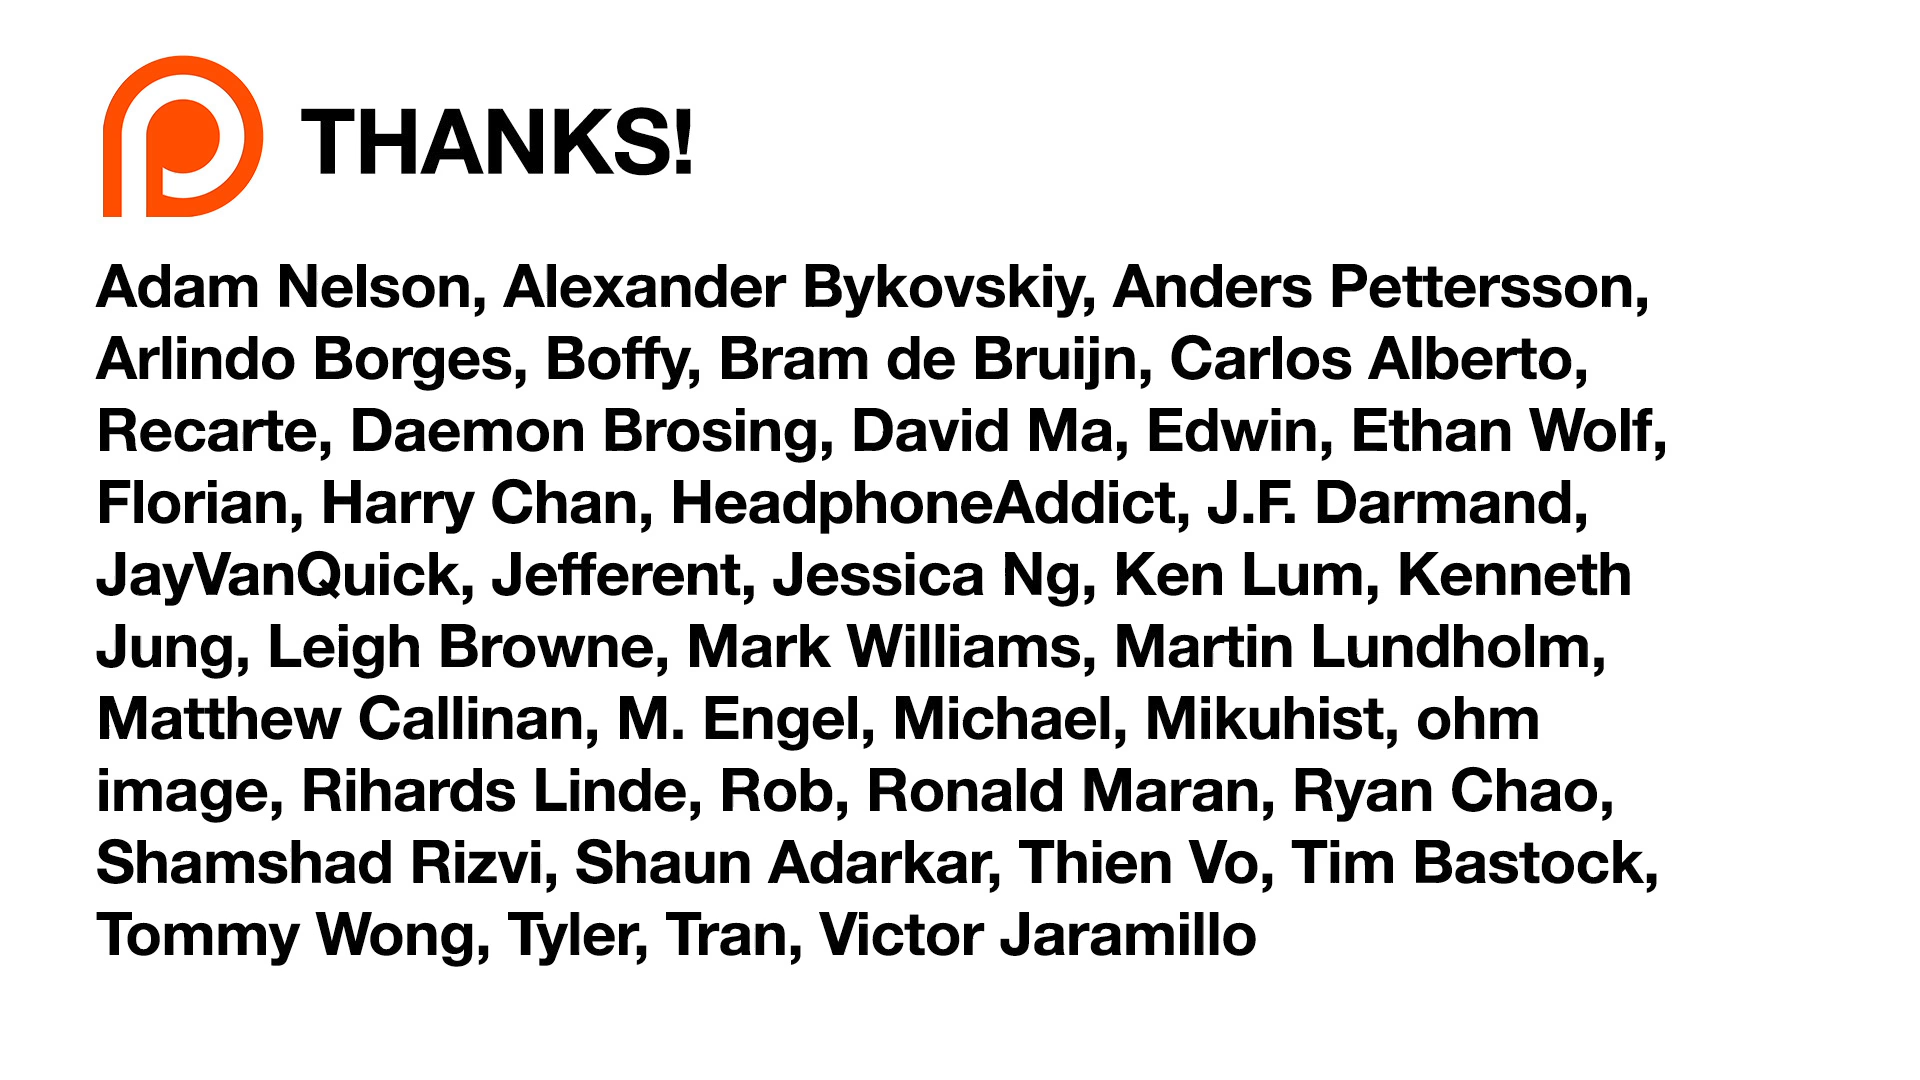 THANKS!
Adam Nelson, Alexander Bykovskiy, Anders Pettersson,
Arlindo Borges, Boffy, Bram de Bruijn, Carlos Alberto,
Recarte, Daemon Brosing, David Ma, Edwin, Ethan Wolf,
Florian, Harry Chan, HeadphoneAddict, J.F. Darmand,
JayVanQuick, Jefferent, Jessica Ng, Ken Lum, Kenneth
Jung, Leigh Browne, Mark Williams, Martin Lundholm,
Matthew Callinan, M. Engel, Michael, Mikuhist, ohm
image, Rihards Linde, Rob, Ronald Maran, Ryan Chao,
Shamshad Rizvi, Shaun Adarkar, Thien Vo, Tim Bastock,
Tommy Wong, Tyler, Tran, Victor Jaramillo